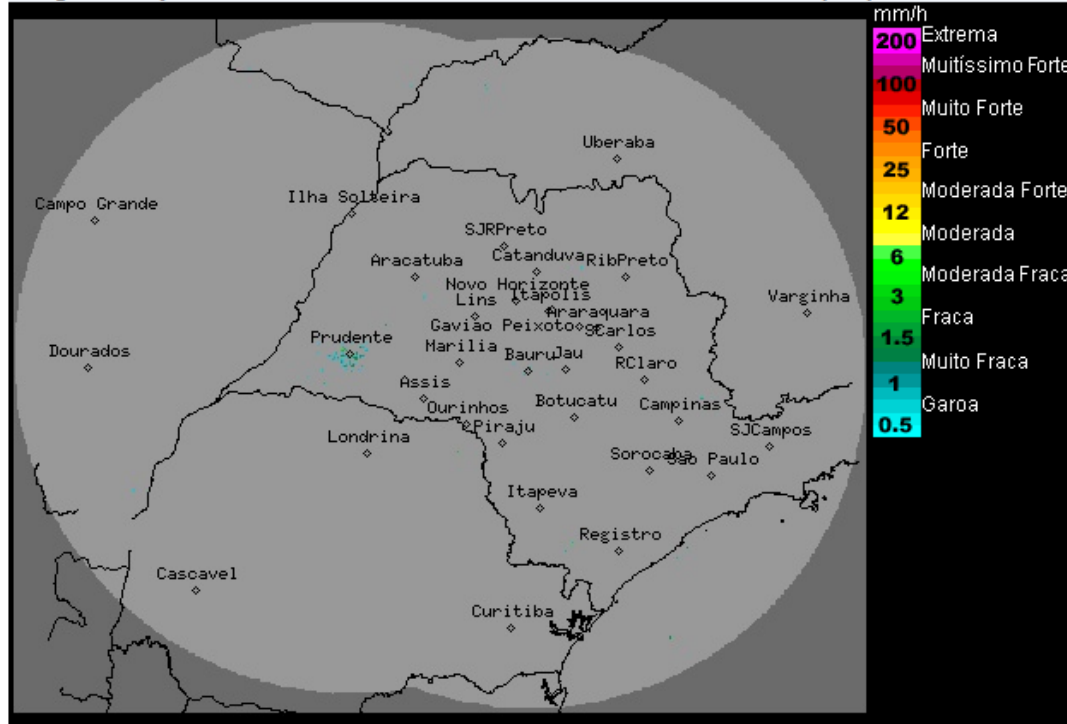 mm/h
200 Extrema
Muitíssimo Forte
100
Muito Forte
50
Forte
25
Moderada Forte
12
Moderada
6
Moderada Fraca
3
Fraca
1.5
Muito Fraca
1
Garoa
0.5
Uberaba
Campo Grande
Ilha Solteira
SJRPreto
Catanduva
Aracatuba
RibPreto
Novo Horizonte
Lins
Itapolis
Varginha
Araraquara
Gavião Peixoto
SCarlos
Prudente
Dourados
Marilia
Bauru
Jau
RClaro
Assis
Ourinhos
Botucatu
Campinas
Piraju
Londrina
SJCampos
Sorocaba
Sao Paulo
Itapeva
Registro
Cascavel
Curitiba